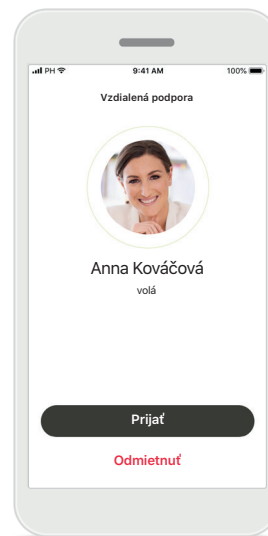 PH 9:41 AM 100%
Vzdialená podpora
Anna Kováčová
volá
Prijať
Odmietnuť